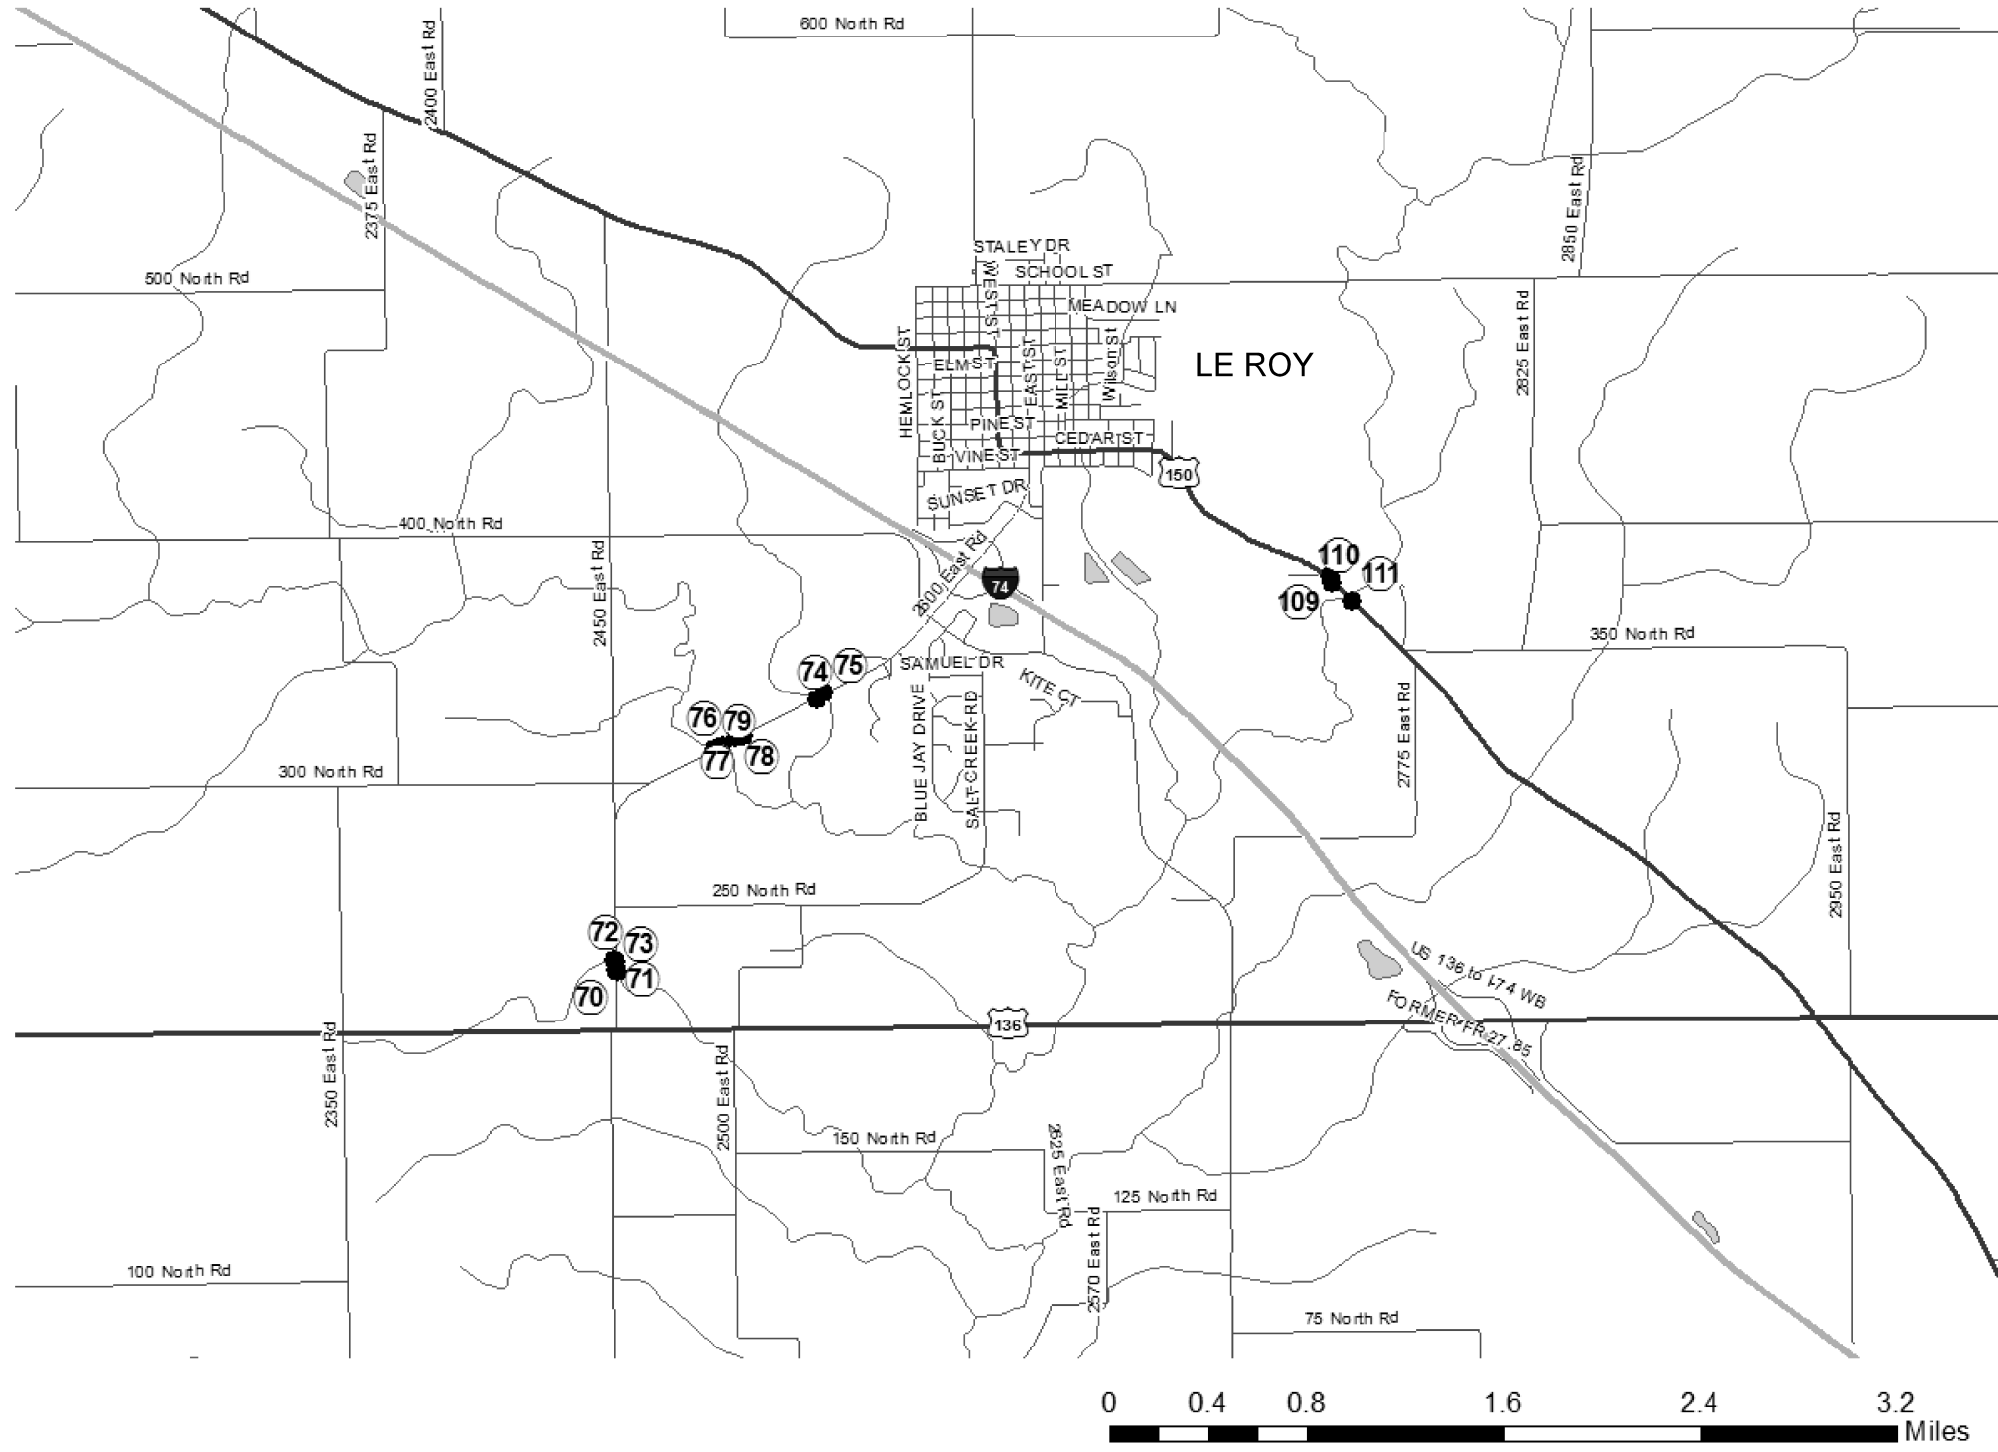 600 North Rd
2400 East Rd
2375 East Rd
2850 East Rd
STALEY DR
500 North Rd
SCHOOL ST
WEST ST
MEADOW LN
2825 East Rd
HEMLOCK ST
ELM ST
EAST ST
MILL ST
Wilson St
LE ROY
BUCK ST
PINE ST
CEDAR ST
VINE ST
150
SUNSET DR
400 North Rd
2450 East Rd
2600 East Rd
74
110
111
109
350 North Rd
74
75
SAMUEL DR
KITE CT
76
79
77
78
BLUE JAY DRIVE
SALT CREEK RD
2775 East Rd
300 North Rd
2950 East Rd
250 North Rd
72
73
71
70
US 136 to I-74 WB
FORMER FR 27.85
136
2350 East Rd
2500 East Rd
150 North Rd
2625 East Rd
125 North Rd
2570 East Rd
100 North Rd
75 North Rd
0 0.4 0.8 1.6 2.4 3.2
Miles